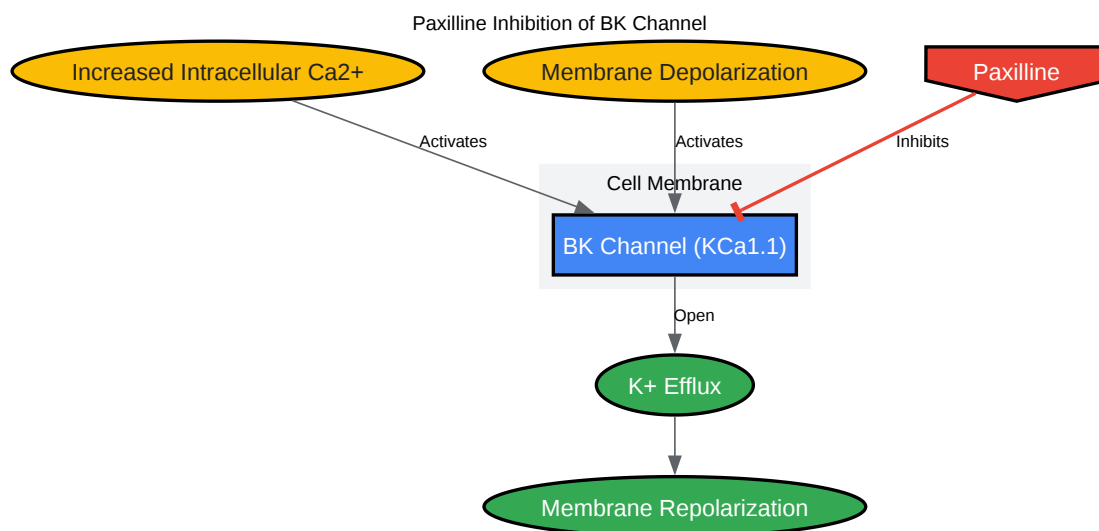 Paxilline Inhibition of BK Channel
Increased Intracellular Ca2+
Membrane Depolarization
Paxilline
Activates
Activates
Inhibits
Cell Membrane
BK Channel (KCa1.1)
Open
K+ Efflux
Membrane Repolarization